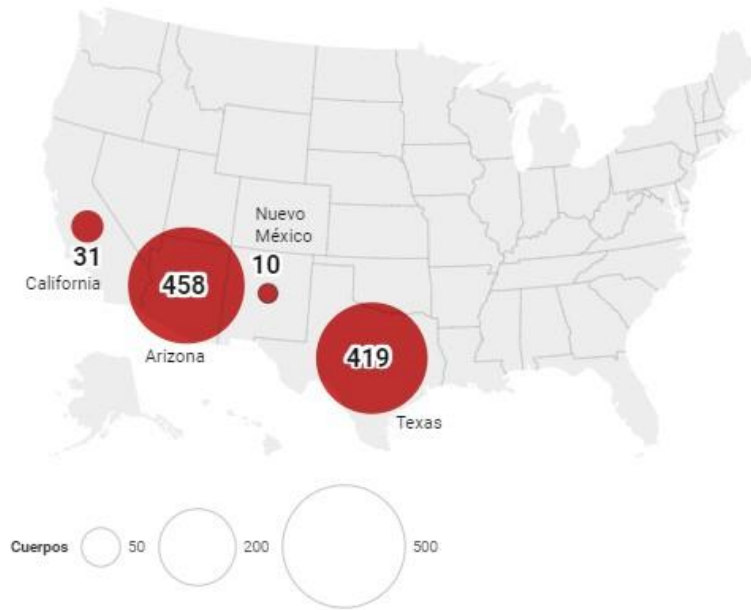 Nuevo
México
31
458
10
California
Arizona
419
Texas
Cuerpos 50 200 500